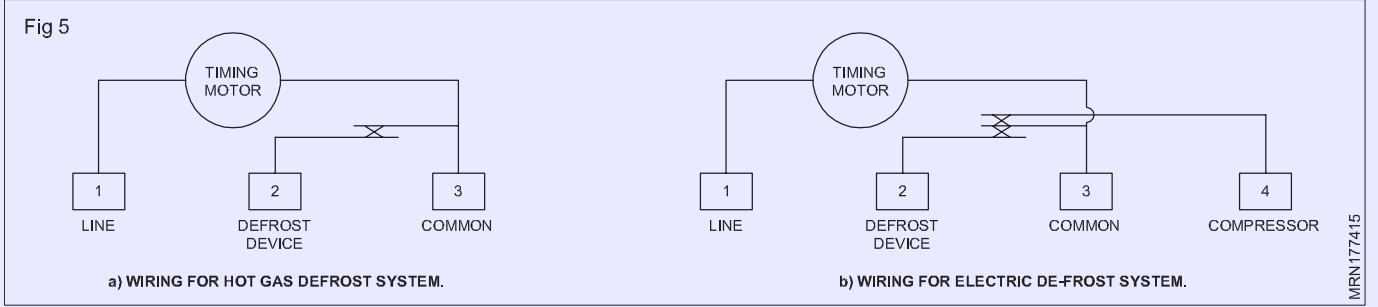 Fig 5
TIMING
MOTOR
1
LINE
2
DEFROST
DEVICE
3
COMMON
a) WIRING FOR HOT GAS DEFROST SYSTEM.
TIMING
MOTOR
1
LINE
2
DEFROST
DEVICE
3
COMMON
4
COMPRESSOR
b) WIRING FOR ELECTRIC DE-FROST SYSTEM.
MRN177415